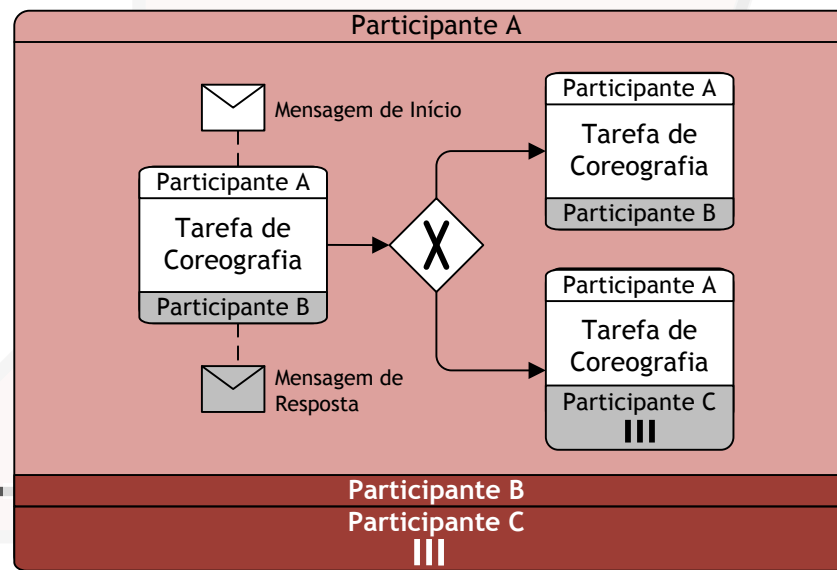 Participante A
Mensagem de Início
Participante A
Tarefa de
Coreografia
Participante B
Mensagem de
Resposta
X
Participante A
Tarefa de
Coreografia
Participante B
Participante A
Tarefa de
Coreografia
Participante C
Participante B
Participante C